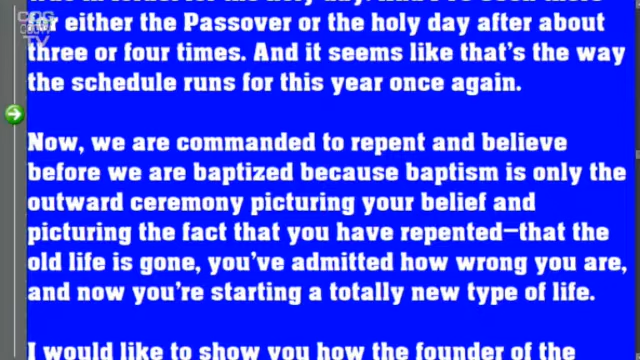 CDG
TV
or either the Passover or the holy day after about
three or four times. And it seems like that's the way
the schedule runs for this year once again.
Now, we are commanded to repent and believe
before we are baptized because baptism is only the
outward ceremony picturing your belief and
picturing the fact that you have repented—that the
old life is gone, you've admitted how wrong you are,
and now you're starting a totally new type of life.
I would like to show you how the founder of the